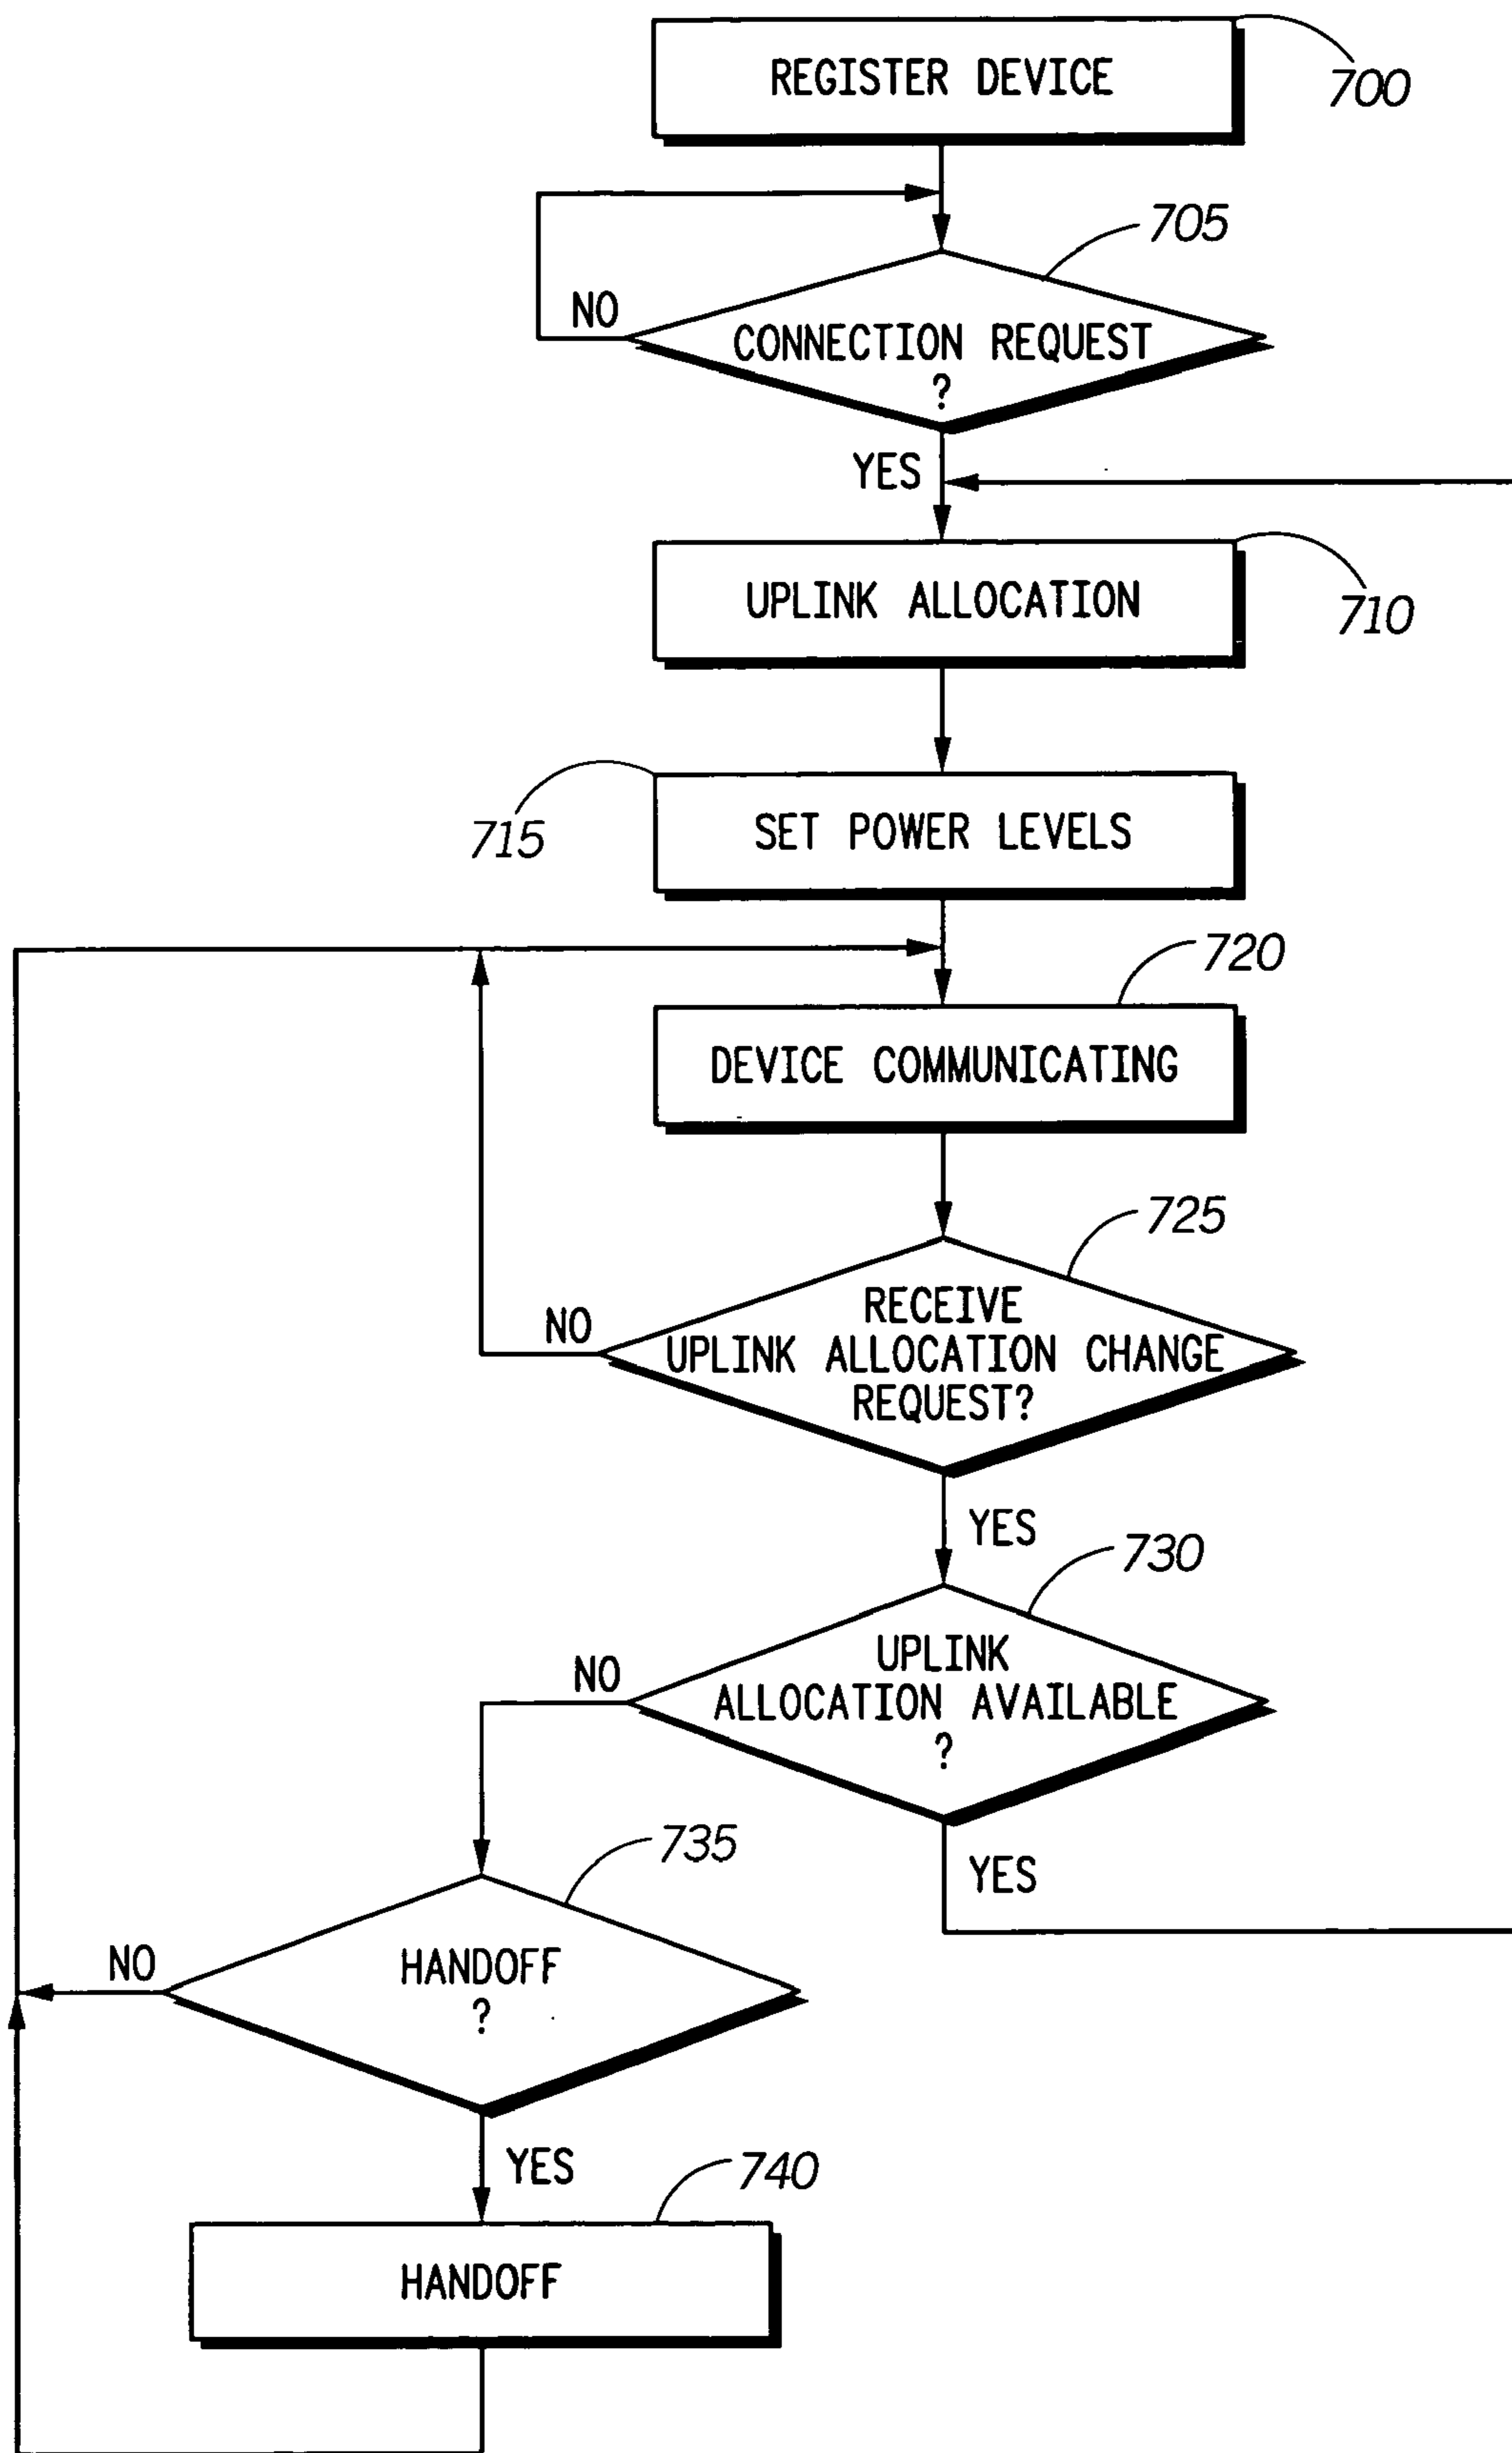 REGISTER DEVICE
700
705
NO
CONNECTION REQUEST
?
YES
UPLINK ALLOCATION
710
SET POWER LEVELS
715
720
DEVICE COMMUNICATING
725
RECEIVE
NO
UPLINK ALLOCATION CHANGE
REQUEST?
YES
730
UPLINK
NO
ALLOCATION AVAILABLE
?
735
YES
NO
HANDOFF
?
YES
740
HANDOFF